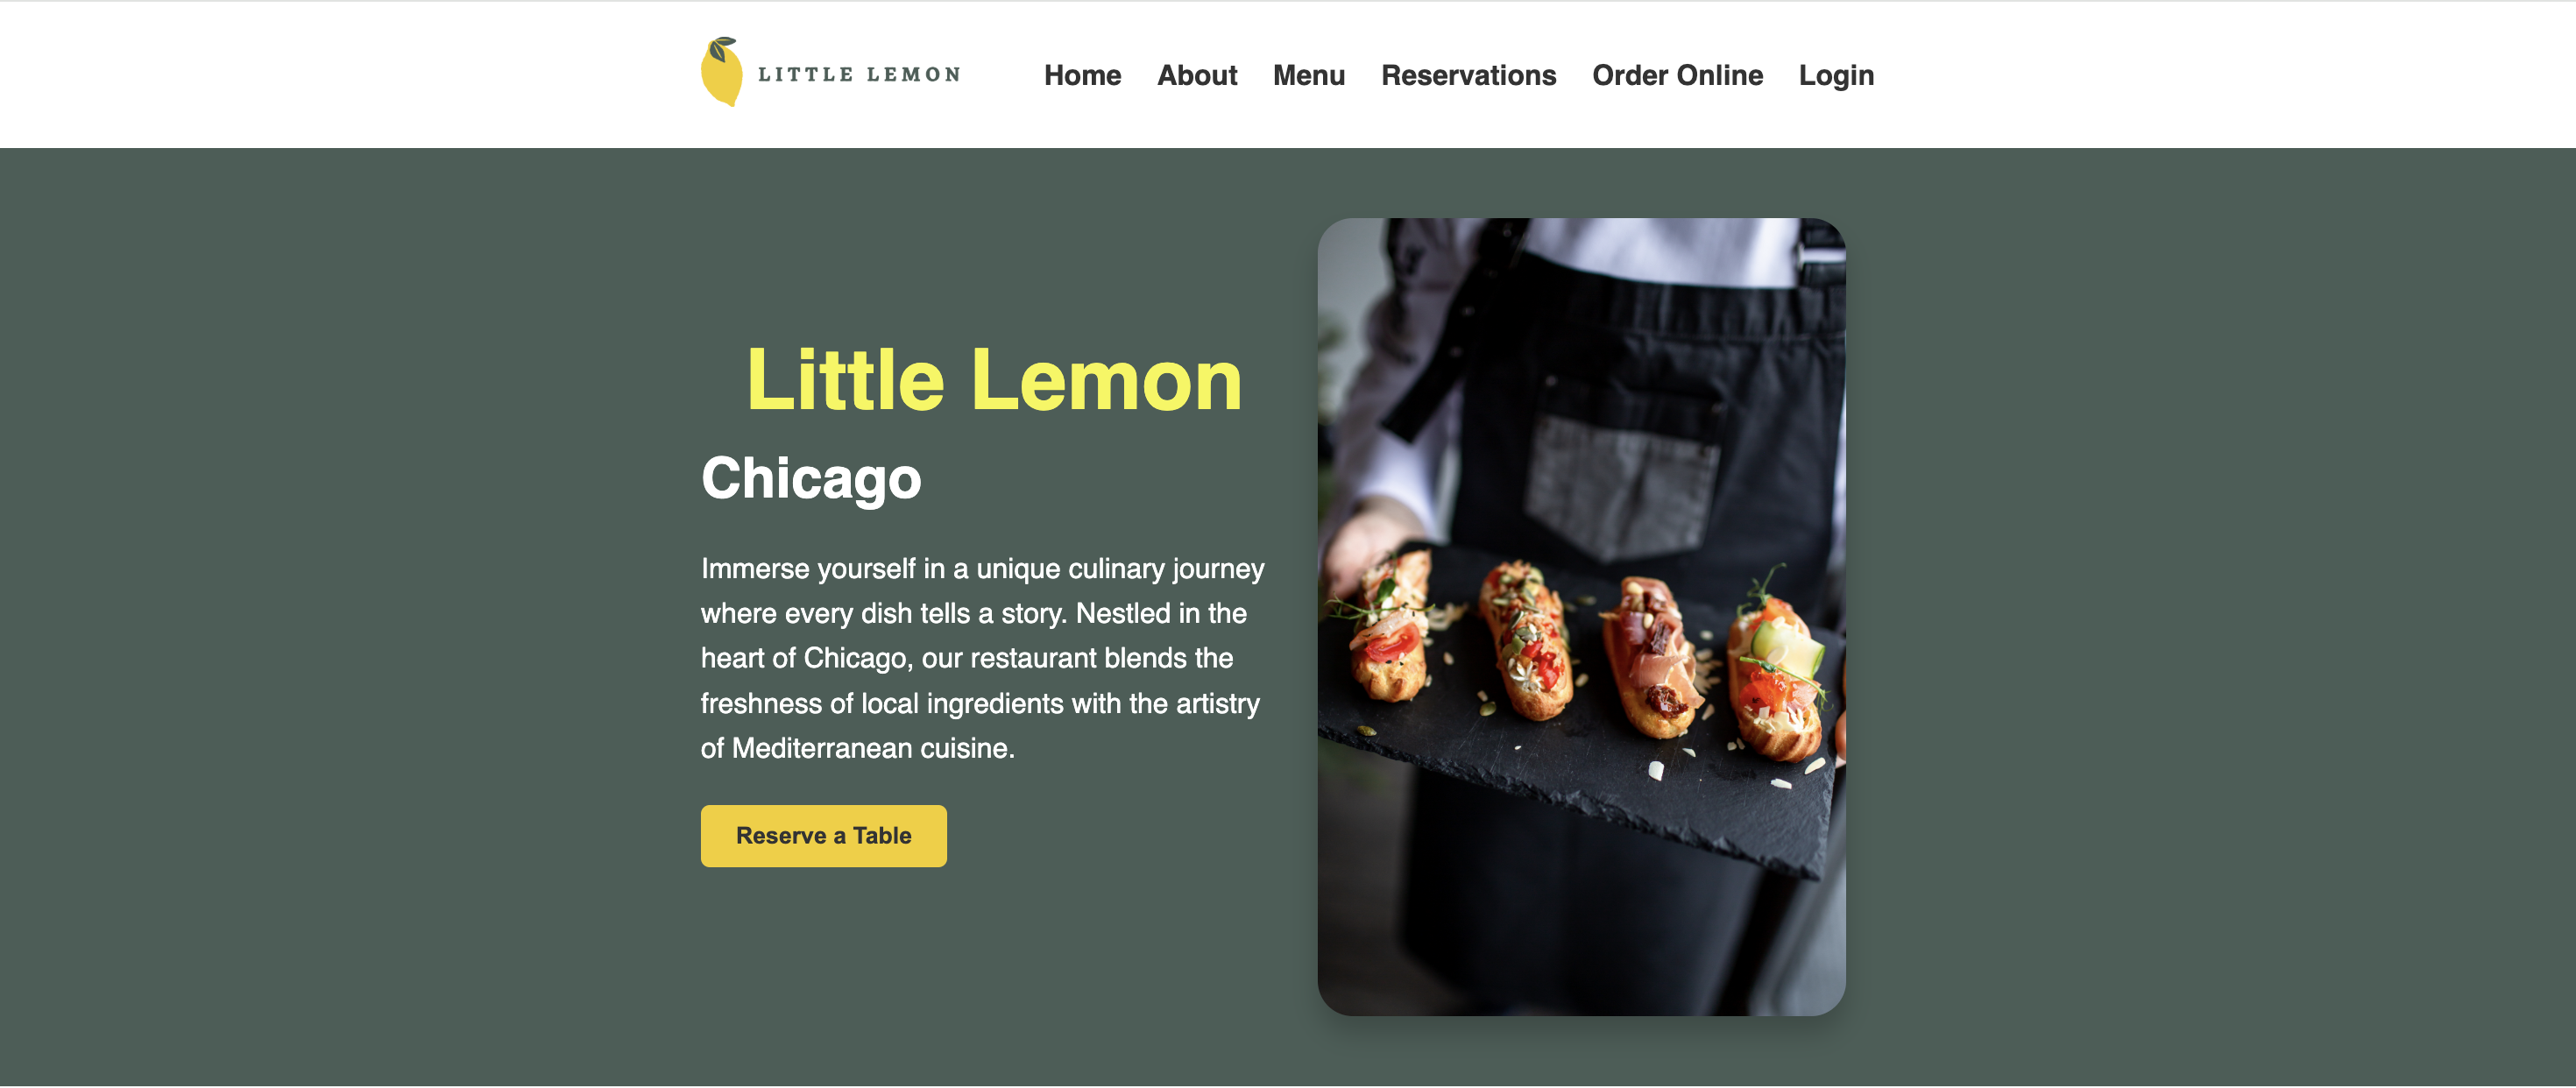 LITTLE LEMON
Home About Menu Reservations Order Online Login
Little Lemon
Chicago
Immerse yourself in a unique culinary journey
where every dish tells a story. Nestled in the
heart of Chicago, our restaurant blends the
freshness of local ingredients with the artistry
of Mediterranean cuisine.
Reserve a Table